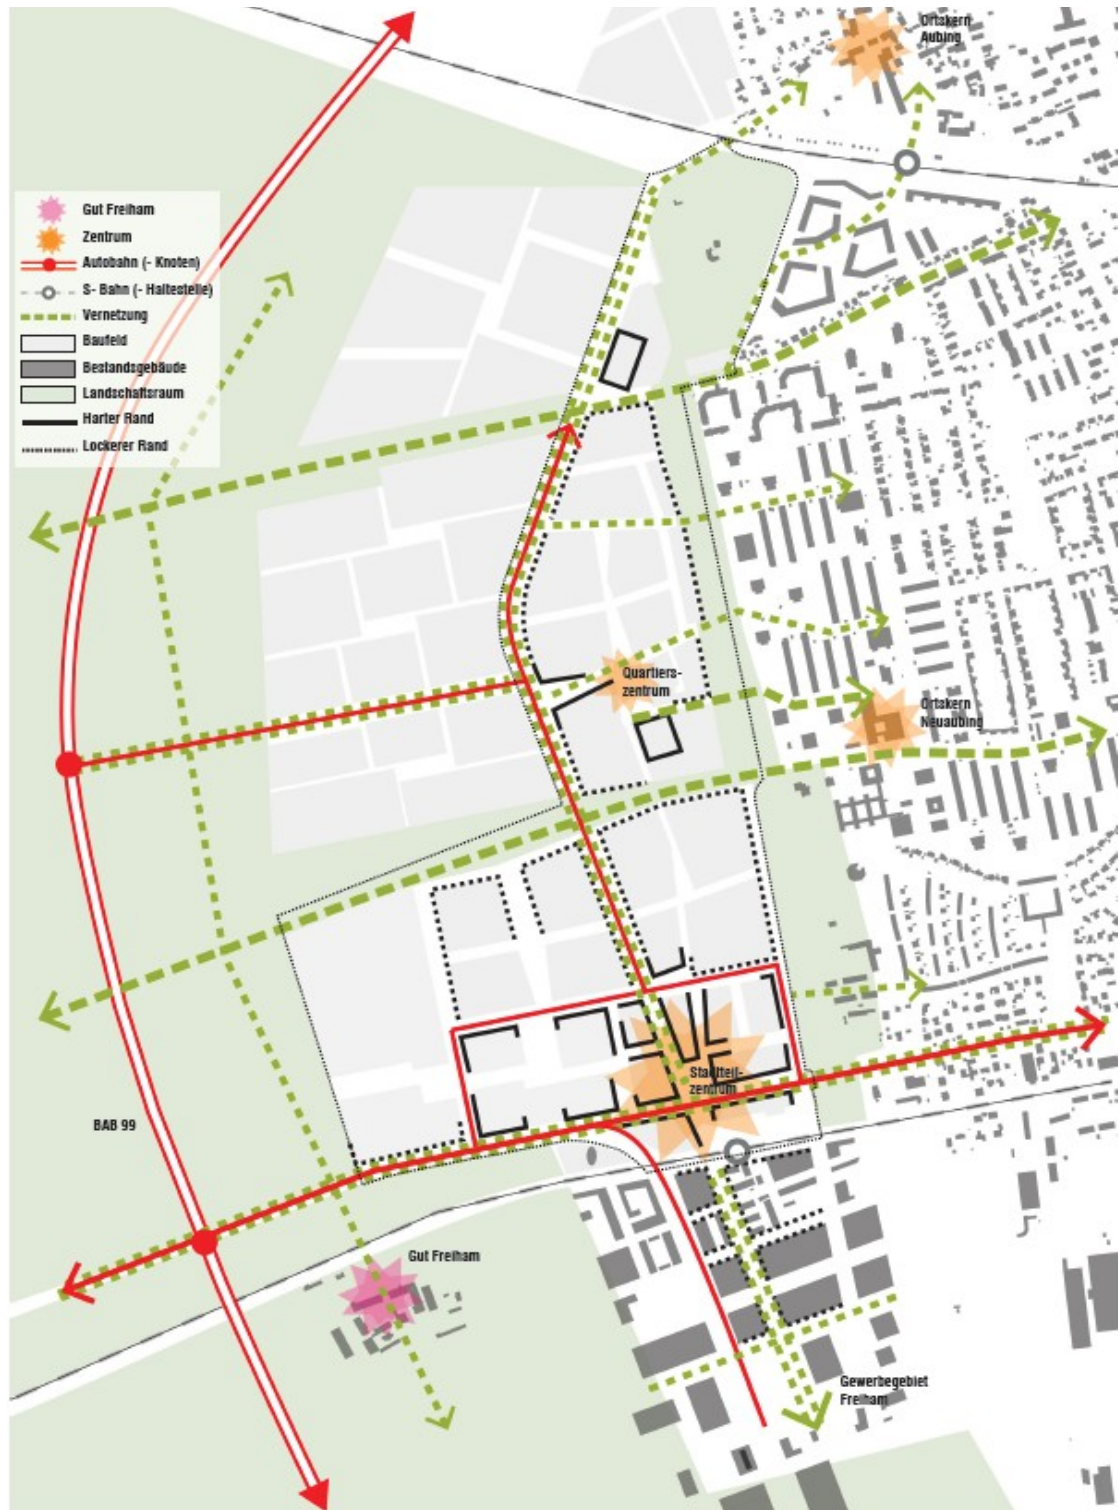 Ortskern
Aubing
Gut Freiham
Zentrum
Autobahn (- Knoten)
S- Bahn (- Haltestelle)
Vernetzung
Baufeld
Bestandsgebäude
Landschaftsraum
Harter Rand
Lockerer Rand
Quartiers-
zentrum
Ortskern
Neuaubing
Stadtteil-
zentrum
BAB 99
Gut Freiham
Gewerbegebiet
Freiham